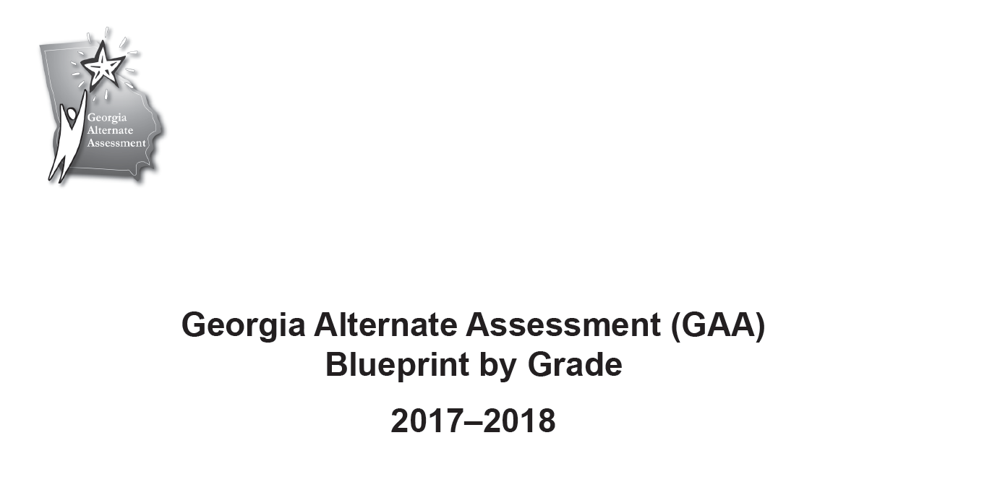 Georgia
Alternate
Assessment
Georgia Alternate Assessment (GAA)
Blueprint by Grade
2017–2018